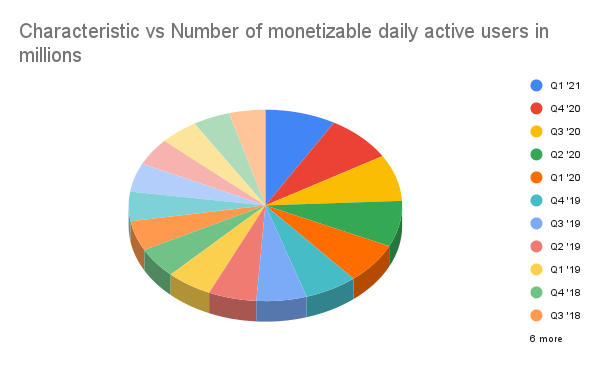 Characteristic vs Number of monetizable daily active users in
millions
Q1 '21
Q4 '20
Q3 '20
Q2 '20
Q1 '20
Q4 '19
Q3 '19
Q2 '19
Q1 '19
Q4 '18
Q3 '18
6 more